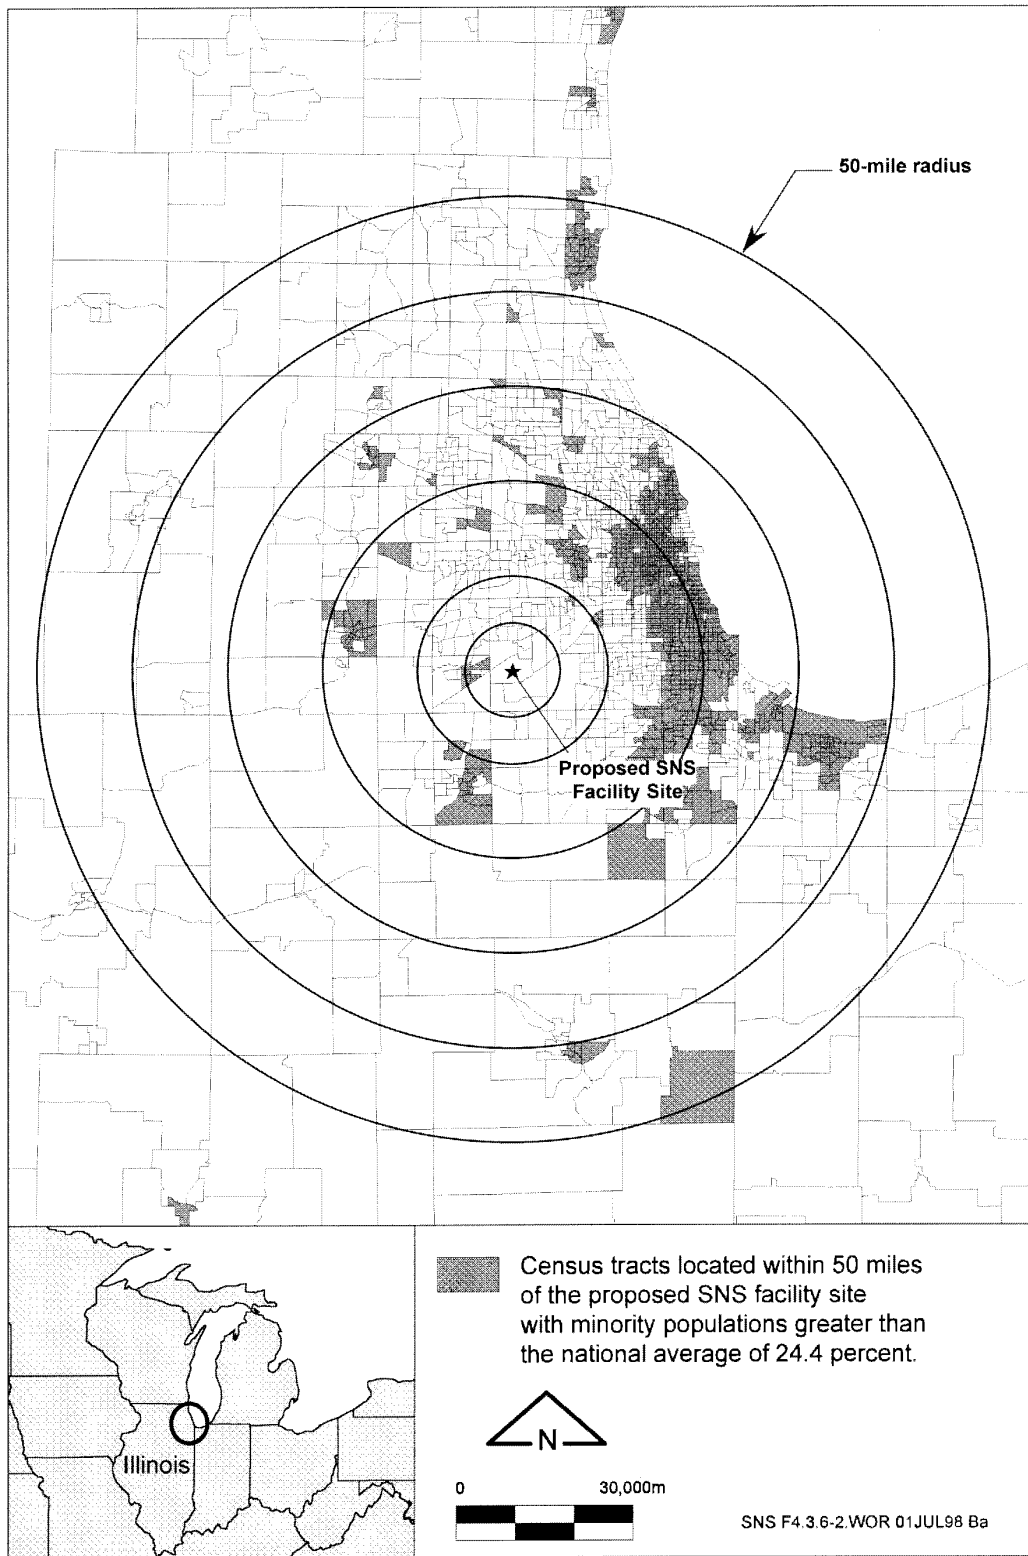 50-mile radius
Proposed SNS
Facility Site
Illinois
Census tracts located within 50 miles
of the proposed SNS facility site
with minority populations greater than
the national average of 24.4 percent.
N
0 30,000m
SNS F4.3.6-2.WOR 01JUL98 Ba